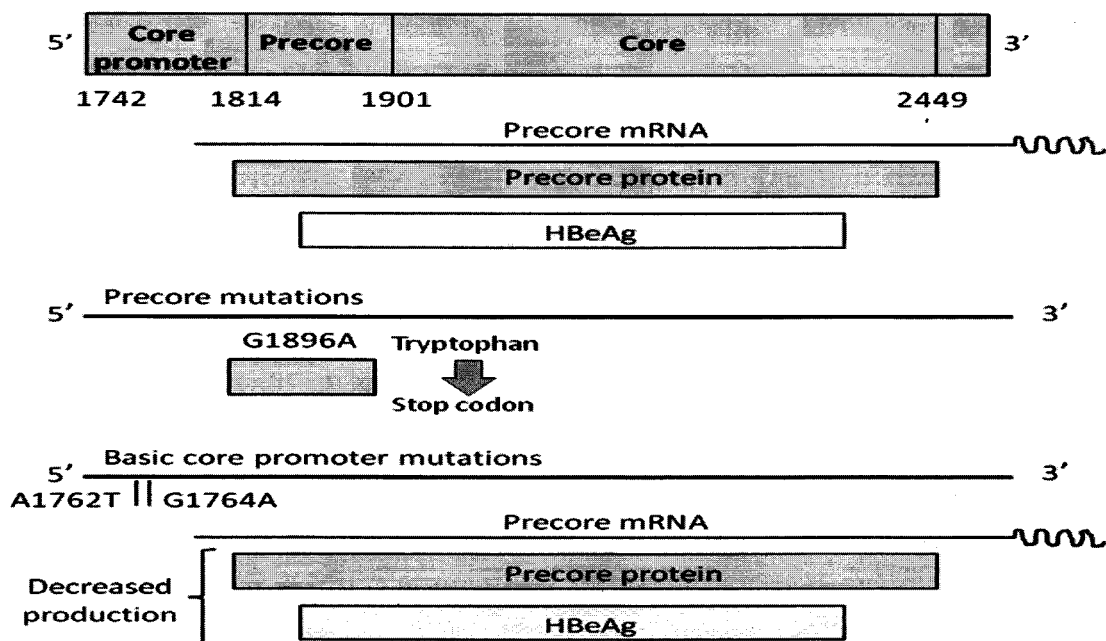 5′ Core promoter Precore Core 3′
1742 1814 1901 2449
Precore mRNA
Precore protein
HBeAg
Precore mutations
5′ 3′
G1896A Tryptophan
Stop codon
Basic core promoter mutations
5′ 3′
A1762T G1764A
Precore mRNA
Decreased production
Precore protein
HBeAg